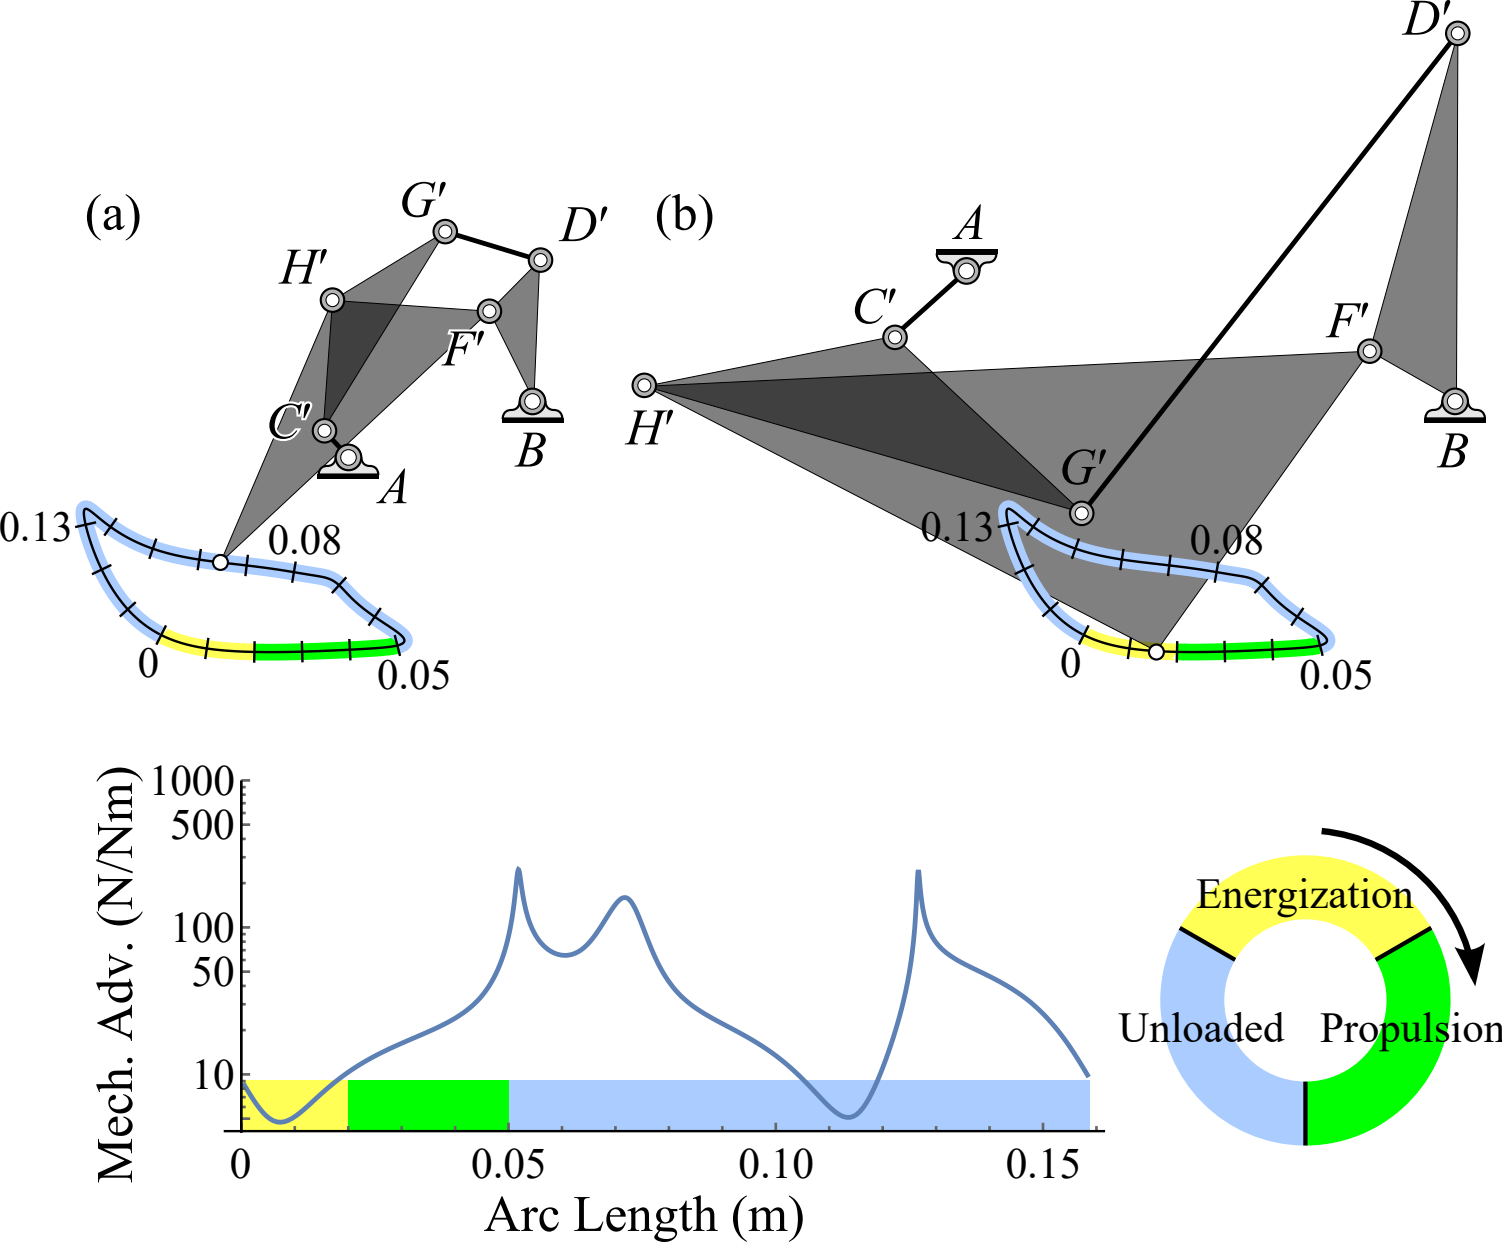 (a)
G'
D'
H'
F'
C'
A
B
0.13
0.08
0
0.05
(b)
D'
A
C'
F'
H'
G'
B
0.13
0.08
0
0.05
Mech. Adv. (N/Nm)
1000
500
100
50
10
0
0.05
0.10
0.15
Arc Length (m)
Energization
Unloaded
Propulsion